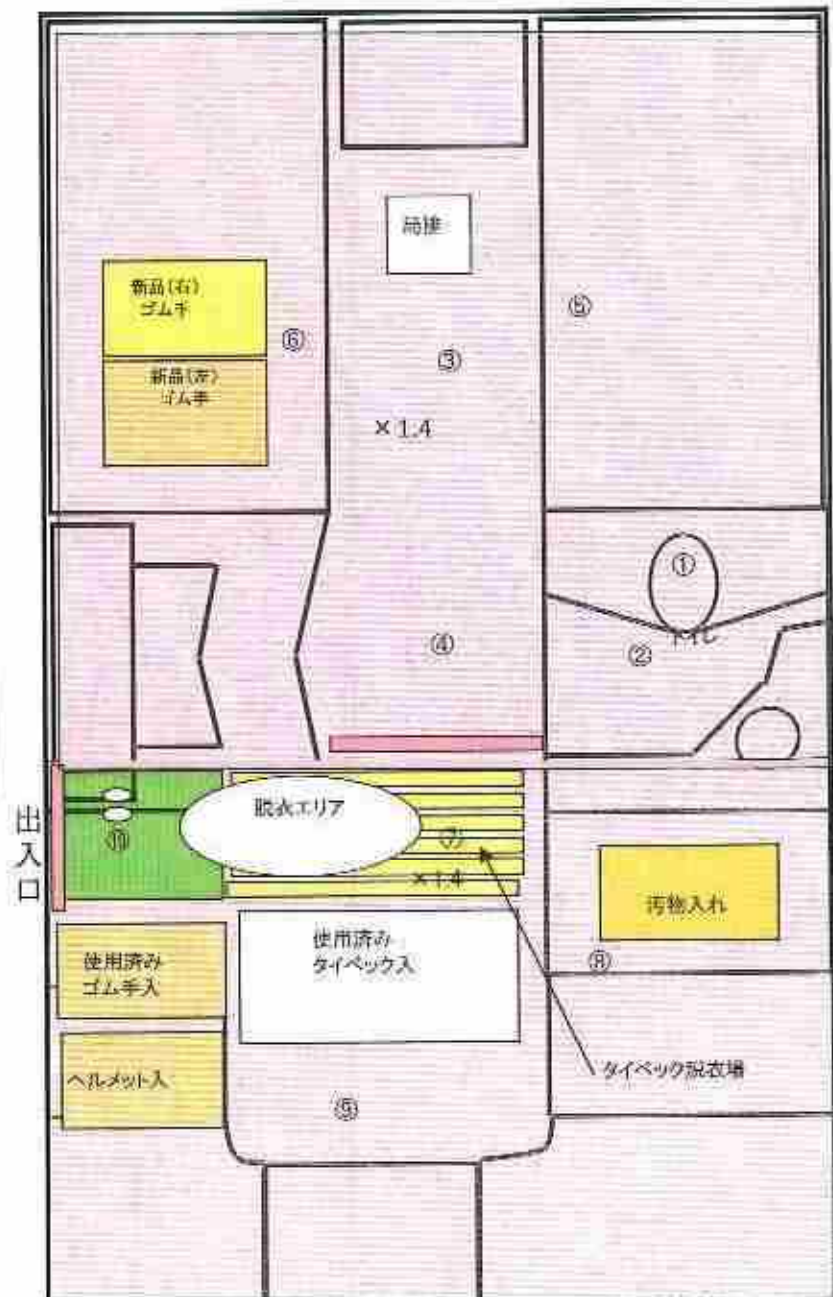 局排
新品(右)
ゴム手
⑤
⑥
③
新品(左)
ゴム手
×1.4
①
トイレ
④
②
出入口
脱衣エリア
⑦
×1.4
汚物入れ
使用済み
タイベック入
使用済み
ゴム手入
⑧
タイベック脱衣場
ヘルメット入